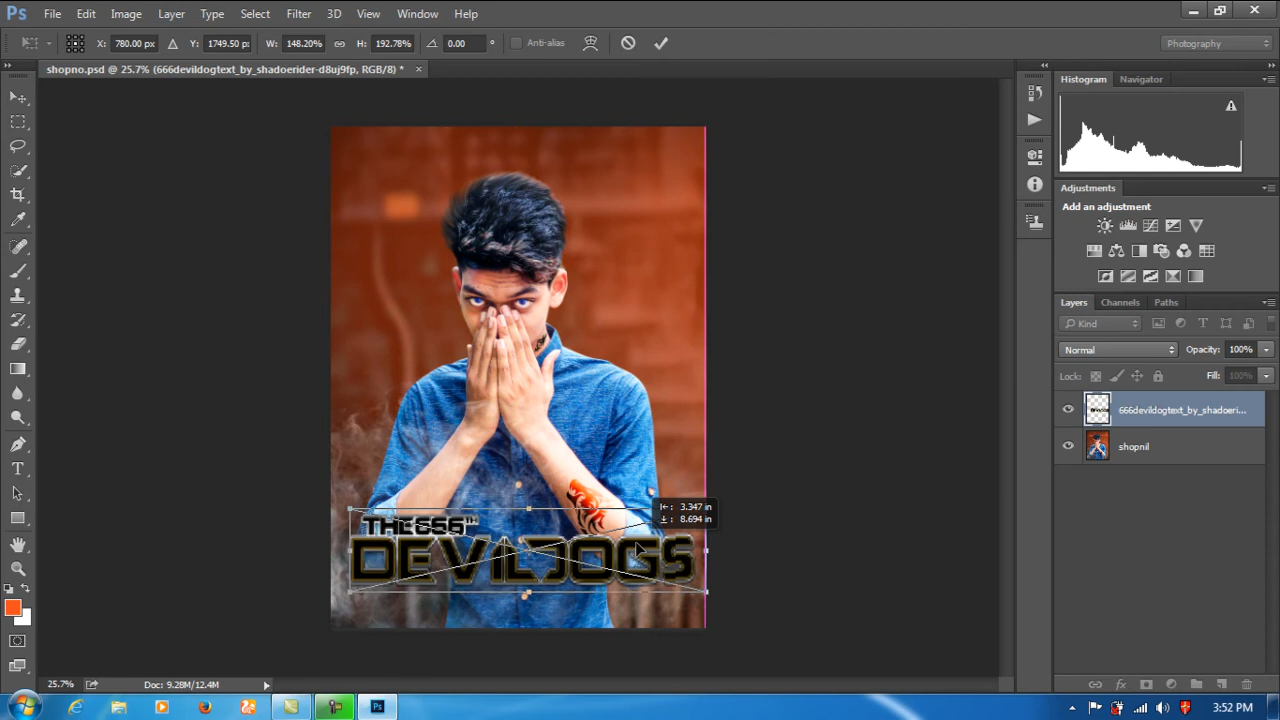 Ps File Edit Image Layer Type Select Filter 3D View Window Help
X: 780.00 px Y: 1749.50 p: W: 148.20% H: 192.78% 0.00 ° Anti-alias Photography
shopno.psd @ 25.7% (666devildogtext_by_shadoerider-d8uj9fp, RGB/8) * ×
Histogram Navigator
Adjustments
Add an adjustment
Layers Channels Paths
Kind
Normal Opacity: 100%
Lock: Fill: 100%
666devildogtext_by_shadoeri...
shopnil
3.347 in
8.694 in
THE666TH
DEVILDOGS
25.7% Doc: 9.28M/12.4M
Ps 3:52 PM